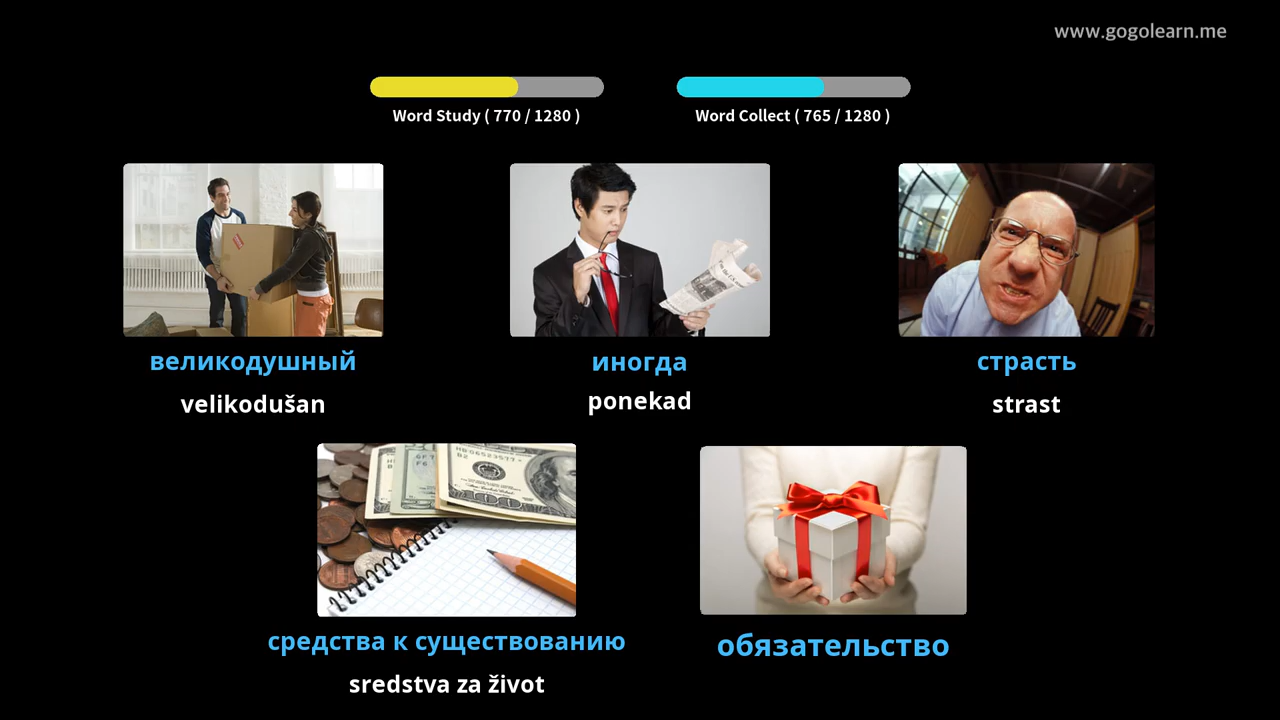 www.gogolearn.me
Word Study ( 770 / 1280 )
Word Collect ( 765 / 1280 )
великодушный
velikodušan
иногда
ponekad
страсть
strast
средства к существованию
sredstva za život
обязательство